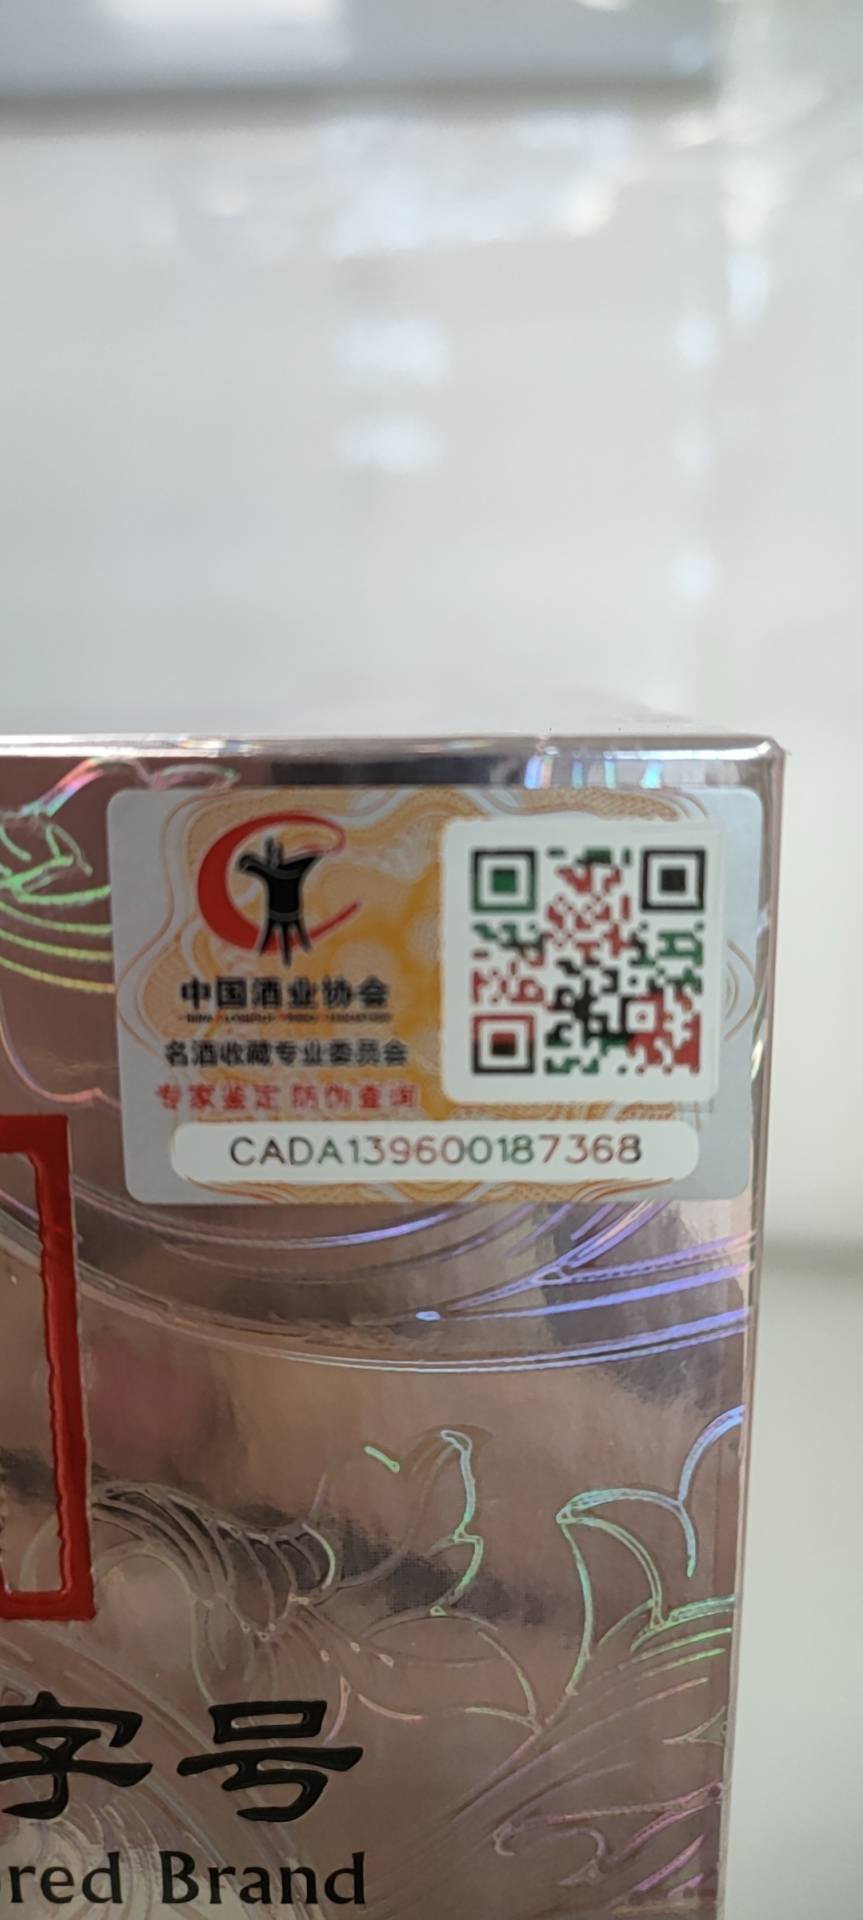 中国酒业协会
名酒收藏专业委员会
专家鉴定 防伪查询
CADA139600187368
字号
red Brand